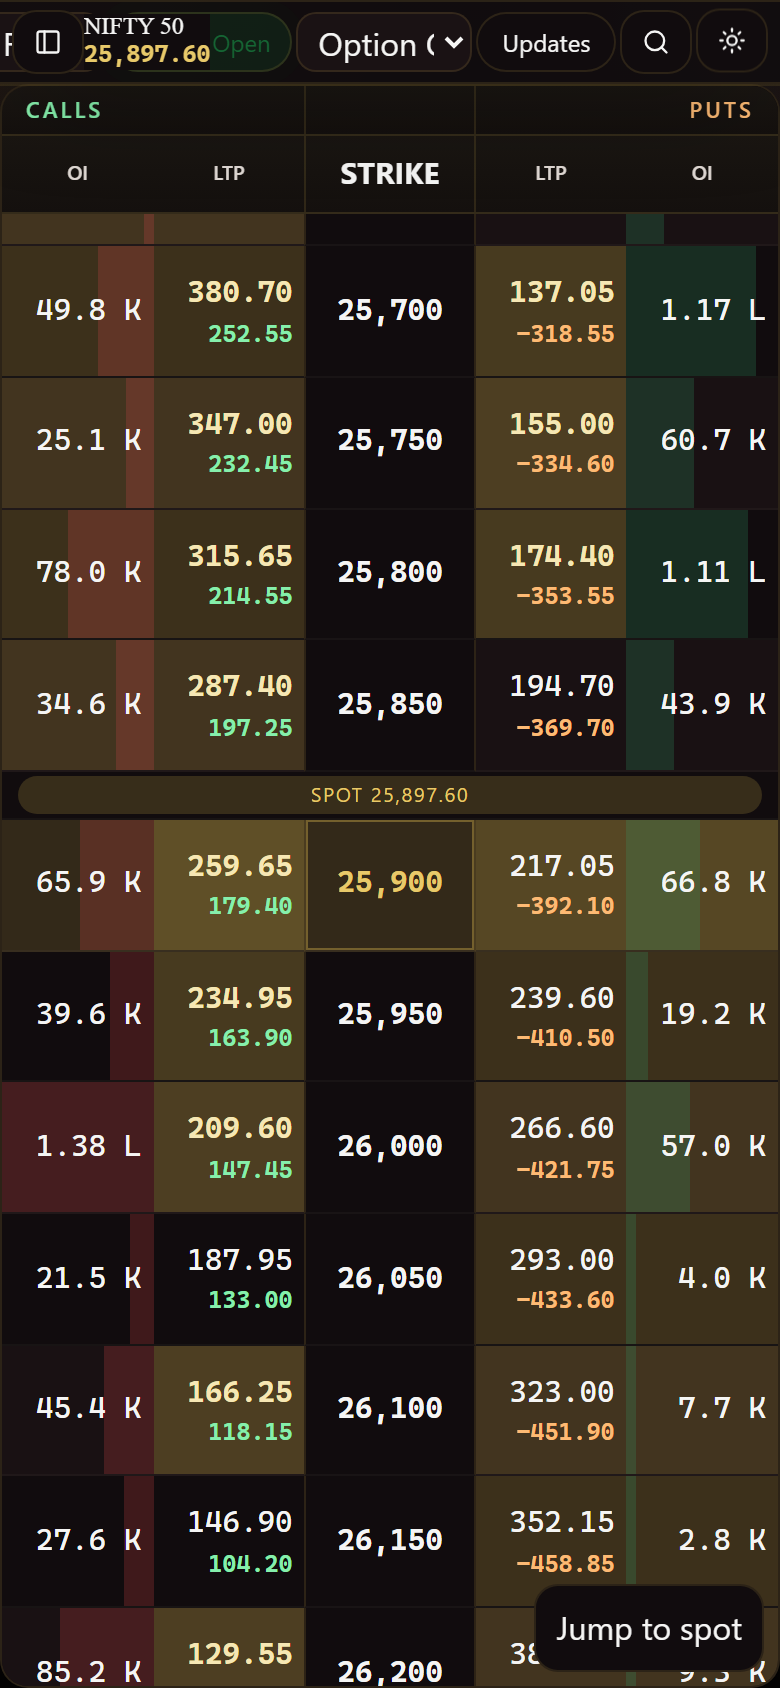 NIFTY 50
25,897.60
Open
Option
Updates
CALLS PUTS
OI LTP STRIKE LTP OI
49.8 K 380.70 25,700 137.05 1.17 L
252.55 −318.55
25.1 K 347.00 25,750 155.00 60.7 K
232.45 −334.60
78.0 K 315.65 25,800 174.40 1.11 L
214.55 −353.55
34.6 K 287.40 25,850 194.70 43.9 K
197.25 −369.70
SPOT 25,897.60
65.9 K 259.65 25,900 217.05 66.8 K
179.40 −392.10
39.6 K 234.95 25,950 239.60 19.2 K
163.90 −410.50
1.38 L 209.60 26,000 266.60 57.0 K
147.45 −421.75
21.5 K 187.95 26,050 293.00 4.0 K
133.00 −433.60
45.4 K 166.25 26,100 323.00 7.7 K
118.15 −451.90
27.6 K 146.90 26,150 352.15 2.8 K
104.20 −458.85
85.2 K 129.55 26,200
Jump to spot